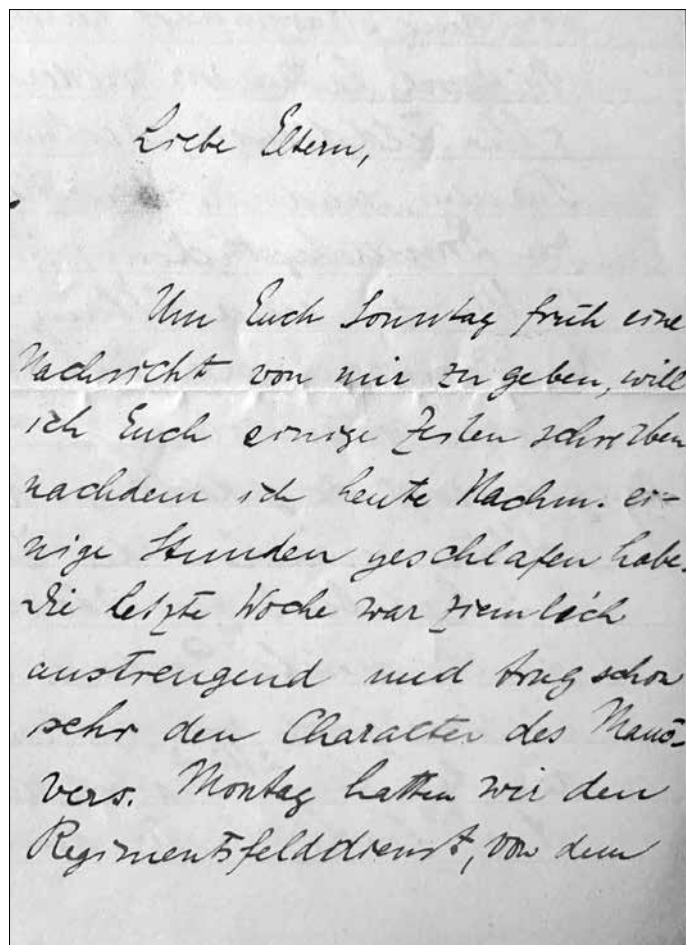 Liebe Eltern,
Um Euch Sonntag früh eine
Nachricht von mir zu geben, will
ich Euch einige Zeilen schreiben
nachdem ich heute Nachm. ei-
nige Stunden geschlafen habe.
Die letzte Woche war ziemlich
anstrengend und trug schon
sehr den Character des Manö-
vers. Montag hatten wir den
Regimentsfelddienst, von dem